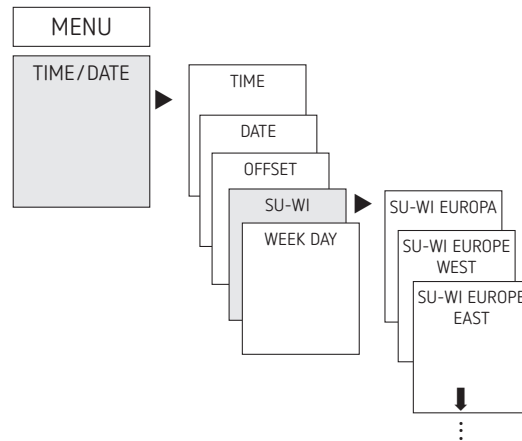 MENU
TIME/DATE
TIME
DATE
OFFSET
SU-WI
WEEK DAY
SU-WI EUROPA
SU-WI EUROPE
WEST
SU-WI EUROPE
EAST